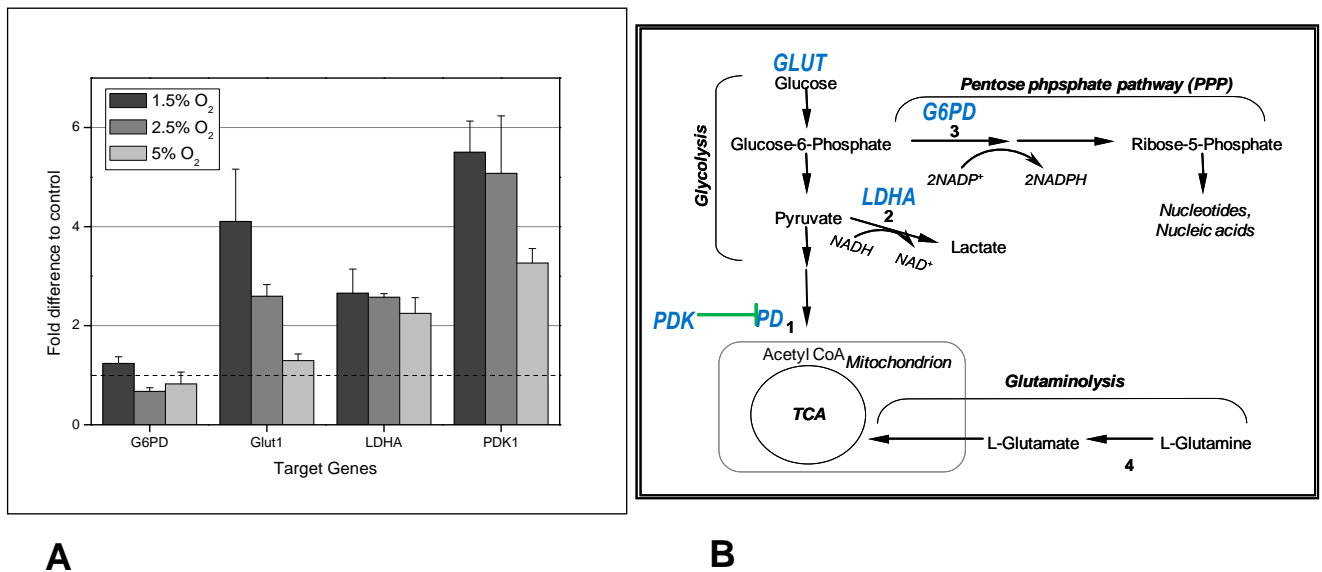 1.5% O₂
2.5% O₂
5% O₂
Fold difference to control
6
4
2
0
G6PD
Glut1
LDHA
PDK1
Target Genes
A
GLUT
Glucose
Pentose phpsphate pathway (PPP)
G6PD
3
Glucose-6-Phosphate
Ribose-5-Phosphate
2NADP⁺
2NADPH
Glycolysis
LDHA
2
Pyruvate
Lactate
NADH
NAD⁺
Nucleotides,
Nucleic acids
PDK
PD
1
Acetyl CoA
Mitochondrion
TCA
Glutaminolysis
L-Glutamate
L-Glutamine
4
B